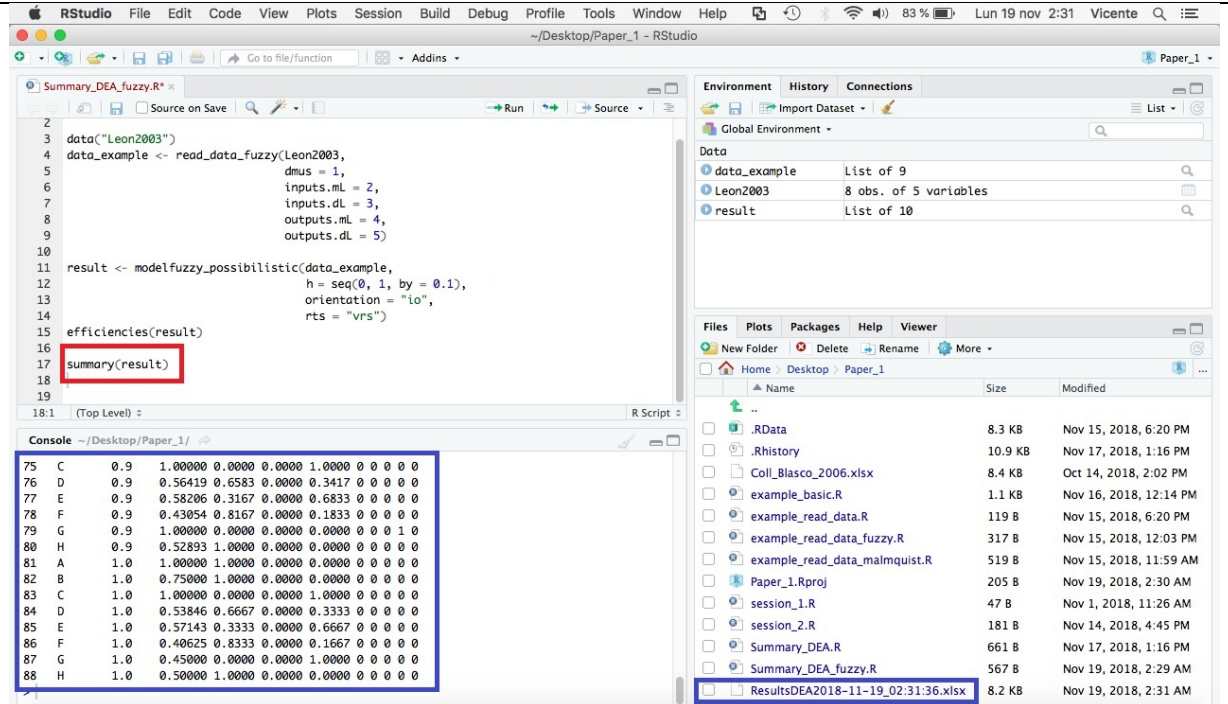 RStudio File Edit Code View Plots Session Build Debug Profile Tools Window Help 83 % Lun 19 nov 2:31 Vicente
~/Desktop/Paper_1 - RStudio
Go to file/function Addins Paper_1
Summary_DEA_fuzzy.R*
Source on Save Run Source
2
3 data("Leon2003")
4 data_example <- read_data_fuzzy(Leon2003,
5 dmus = 1,
6 inputs.mL = 2,
7 inputs.dL = 3,
8 outputs.mL = 4,
9 outputs.dL = 5)
10
11 result <- modelfuzzy_possibilistic(data_example,
12 h = seq(0, 1, by = 0.1),
13 orientation = "io",
14 rts = "vrs")
15 efficiencies(result)
16
17 summary(result)
18
19
18:1 (Top Level) R Script
Console ~/Desktop/Paper_1/
75 C 0.9 1.00000 0.0000 0.0000 1.0000 0 0 0 0 0
76 D 0.9 0.56419 0.6583 0.0000 0.3417 0 0 0 0 0
77 E 0.9 0.58206 0.3167 0.0000 0.6833 0 0 0 0 0
78 F 0.9 0.43054 0.8167 0.0000 0.1833 0 0 0 0 0
79 G 0.9 1.00000 0.0000 0.0000 0.0000 0 0 0 1 0
80 H 0.9 0.52893 1.0000 0.0000 0.0000 0 0 0 0 0
81 A 1.0 1.00000 1.0000 0.0000 0.0000 0 0 0 0 0
82 B 1.0 0.75000 1.0000 0.0000 0.0000 0 0 0 0 0
83 C 1.0 1.00000 0.0000 0.0000 1.0000 0 0 0 0 0
84 D 1.0 0.53846 0.6667 0.0000 0.3333 0 0 0 0 0
85 E 1.0 0.57143 0.3333 0.0000 0.6667 0 0 0 0 0
86 F 1.0 0.40625 0.8333 0.0000 0.1667 0 0 0 0 0
87 G 1.0 0.45000 0.0000 0.0000 1.0000 0 0 0 0 0
88 H 1.0 0.50000 1.0000 0.0000 0.0000 0 0 0 0 0
>
Environment History Connections
Import Dataset List
Global Environment
Data
data_example List of 9
Leon2003 8 obs. of 5 variables
result List of 10
Files Plots Packages Help Viewer
New Folder Delete Rename More
Home Desktop Paper_1 ...
Name Size Modified
..
.RData 8.3 KB Nov 15, 2018, 6:20 PM
.Rhistory 10.9 KB Nov 17, 2018, 1:16 PM
Coll_Blasco_2006.xlsx 8.4 KB Oct 14, 2018, 2:02 PM
example_basic.R 1.1 KB Nov 16, 2018, 12:14 PM
example_read_data.R 119 B Nov 15, 2018, 6:20 PM
example_read_data_fuzzy.R 317 B Nov 15, 2018, 12:03 PM
example_read_data_malmquist.R 519 B Nov 15, 2018, 11:59 AM
Paper_1.Rproj 205 B Nov 19, 2018, 2:30 AM
session_1.R 47 B Nov 1, 2018, 11:26 AM
session_2.R 181 B Nov 14, 2018, 4:45 PM
Summary_DEA.R 661 B Nov 17, 2018, 1:16 PM
Summary_DEA_fuzzy.R 567 B Nov 19, 2018, 2:29 AM
ResultsDEA2018-11-19_02:31:36.xlsx 8.2 KB Nov 19, 2018, 2:31 AM